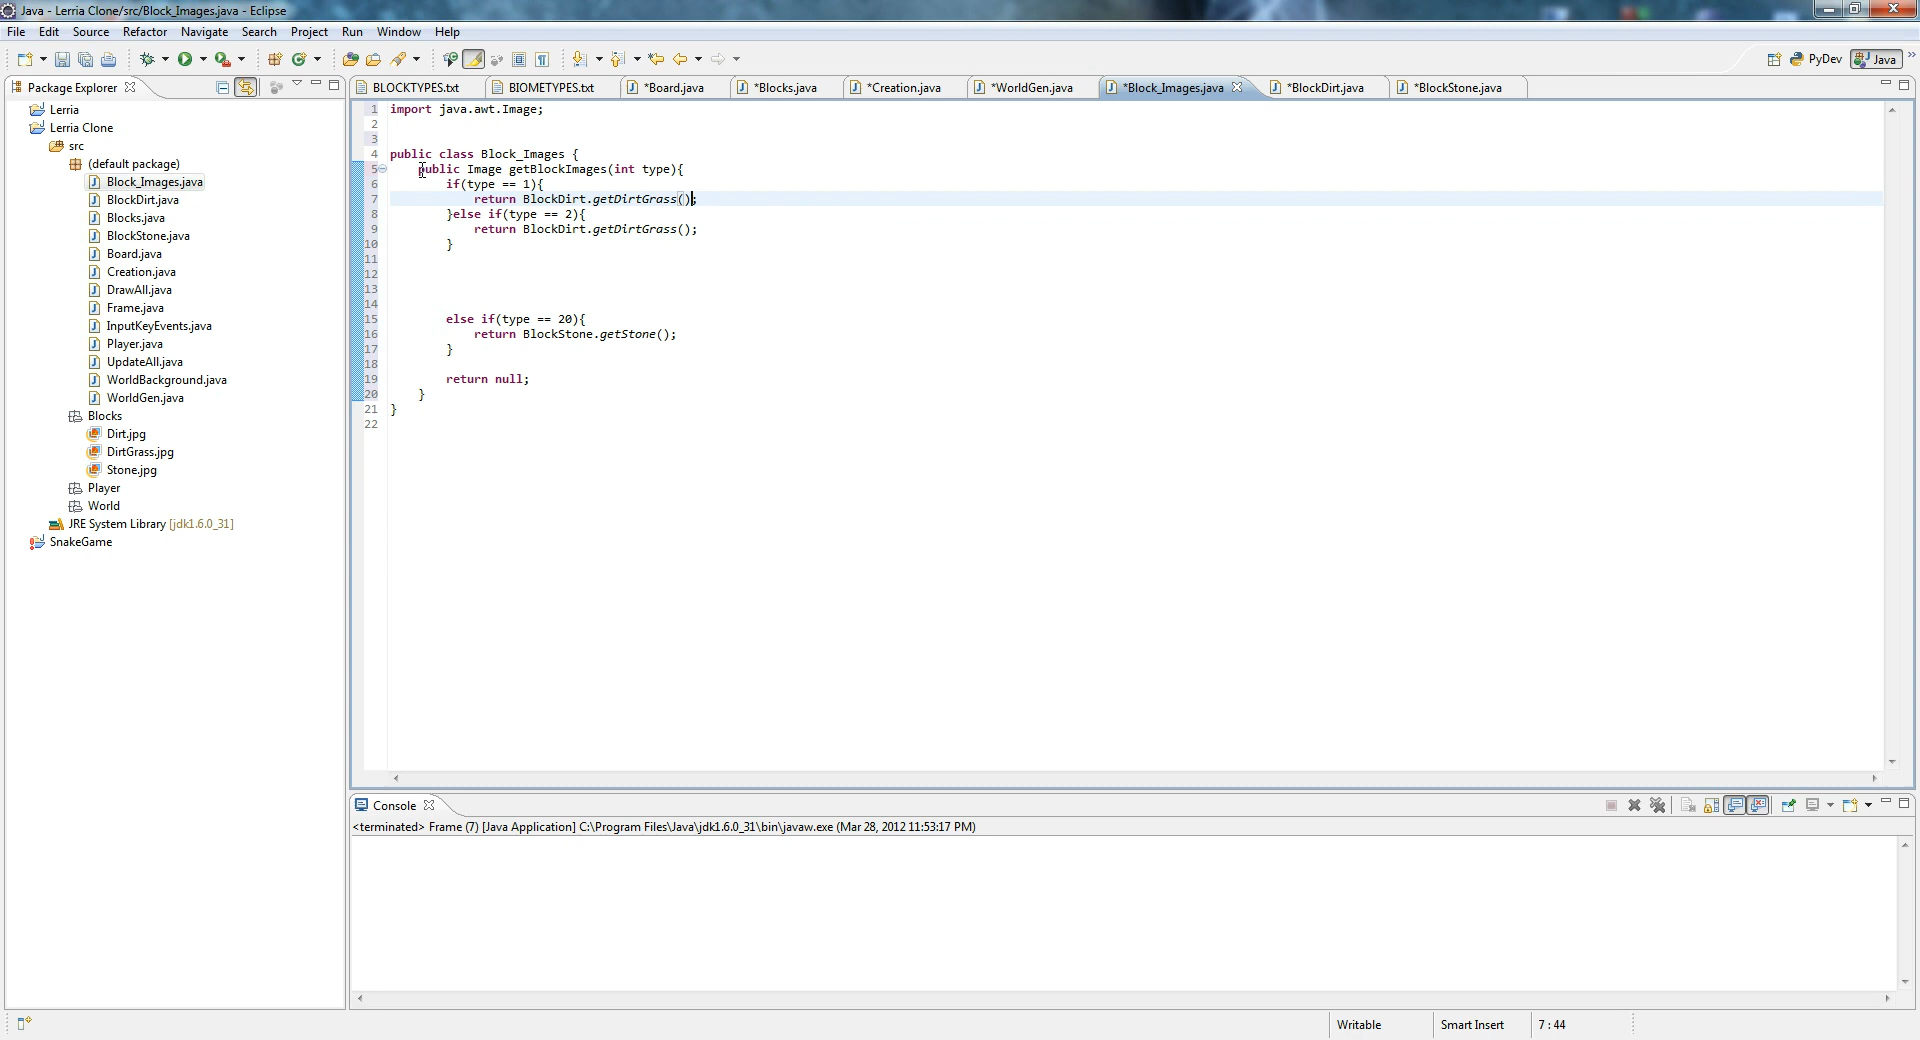 Java - Lerria Clone/src/Block_Images.java - Eclipse
File Edit Source Refactor Navigate Search Project Run Window Help
PyDev Java
Package Explorer
BLOCKTYPES.txt BIOMETYPES.txt *Board.java *Blocks.java *Creation.java *WorldGen.java *Block_Images.java *BlockDirt.java *BlockStone.java
Lerria
Lerria Clone
src
(default package)
Block_Images.java
BlockDirt.java
Blocks.java
BlockStone.java
Board.java
Creation.java
DrawAll.java
Frame.java
InputKeyEvents.java
Player.java
UpdateAll.java
WorldBackground.java
WorldGen.java
Blocks
Dirt.jpg
DirtGrass.jpg
Stone.jpg
Player
World
JRE System Library [jdk1.6.0_31]
SnakeGame
1 import java.awt.Image;
2
3
4 public class Block_Images {
5 public Image getBlockImages(int type){
6 if(type == 1){
7 return BlockDirt.getDirtGrass();
8 }else if(type == 2){
9 return BlockDirt.getDirtGrass();
10 }
11
12
13
14
15 else if(type == 20){
16 return BlockStone.getStone();
17 }
18
19 return null;
20 }
21 }
22
Console
<terminated> Frame (7) [Java Application] C:\Program Files\Java\jdk1.6.0_31\bin\javaw.exe (Mar 28, 2012 11:53:17 PM)
Writable Smart Insert 7 : 44